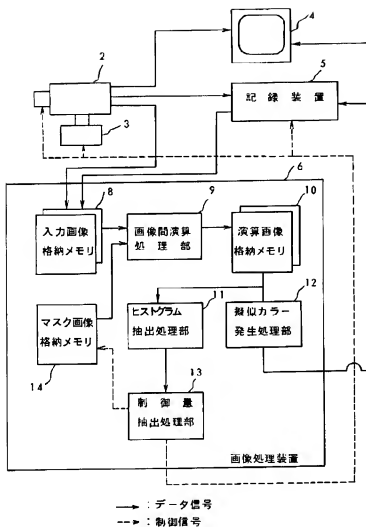 2
3
4
5
記録装置
6
8
入力画像
格納メモリ
9
画像間演算
処理部
10
演算画像
格納メモリ
11
ヒストグラム
抽出処理部
12
擬似カラー
発生処理部
マスク画像
格納メモリ
14
13
制御量
抽出処理部
画像処理装置
:データ信号
:制御信号